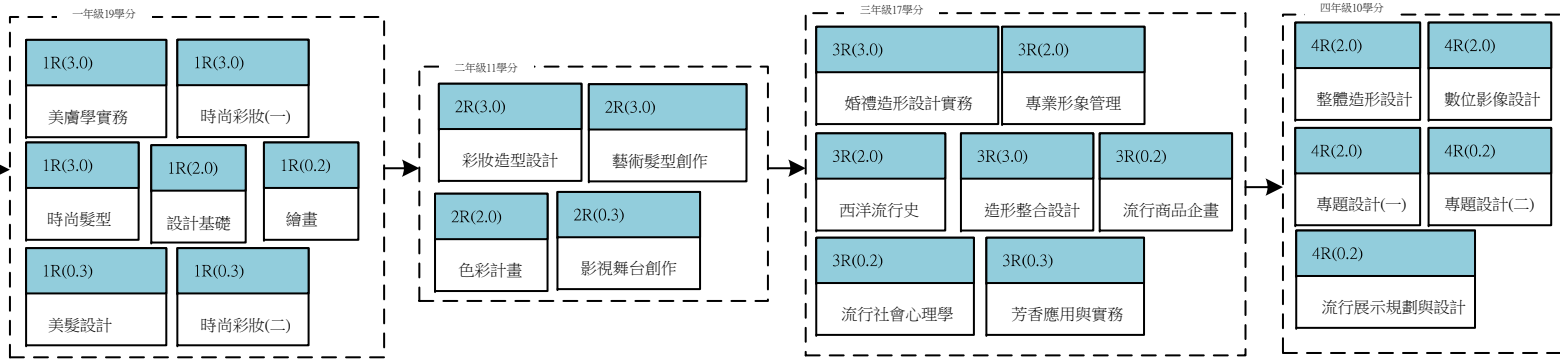 一年級19學分
1R(3.0)
美膚學實務
1R(3.0)
時尚彩妝(一)
1R(3.0)
時尚髮型
1R(2.0)
設計基礎
1R(0.2)
繪畫
1R(0.3)
美髮設計
1R(0.3)
時尚彩妝(二)
二年級11學分
2R(3.0)
彩妝造型設計
2R(3.0)
藝術髮型創作
2R(2.0)
色彩計畫
2R(0.3)
影視舞台創作
三年級17學分
3R(3.0)
婚禮造形設計實務
3R(2.0)
專業形象管理
3R(2.0)
西洋流行史
3R(3.0)
造形整合設計
3R(0.2)
流行商品企畫
3R(0.2)
流行社會心理學
3R(0.3)
芳香應用與實務
四年級10學分
4R(2.0)
整體造形設計
4R(2.0)
數位影像設計
4R(2.0)
專題設計(一)
4R(0.2)
專題設計(二)
4R(0.2)
流行展示規劃與設計